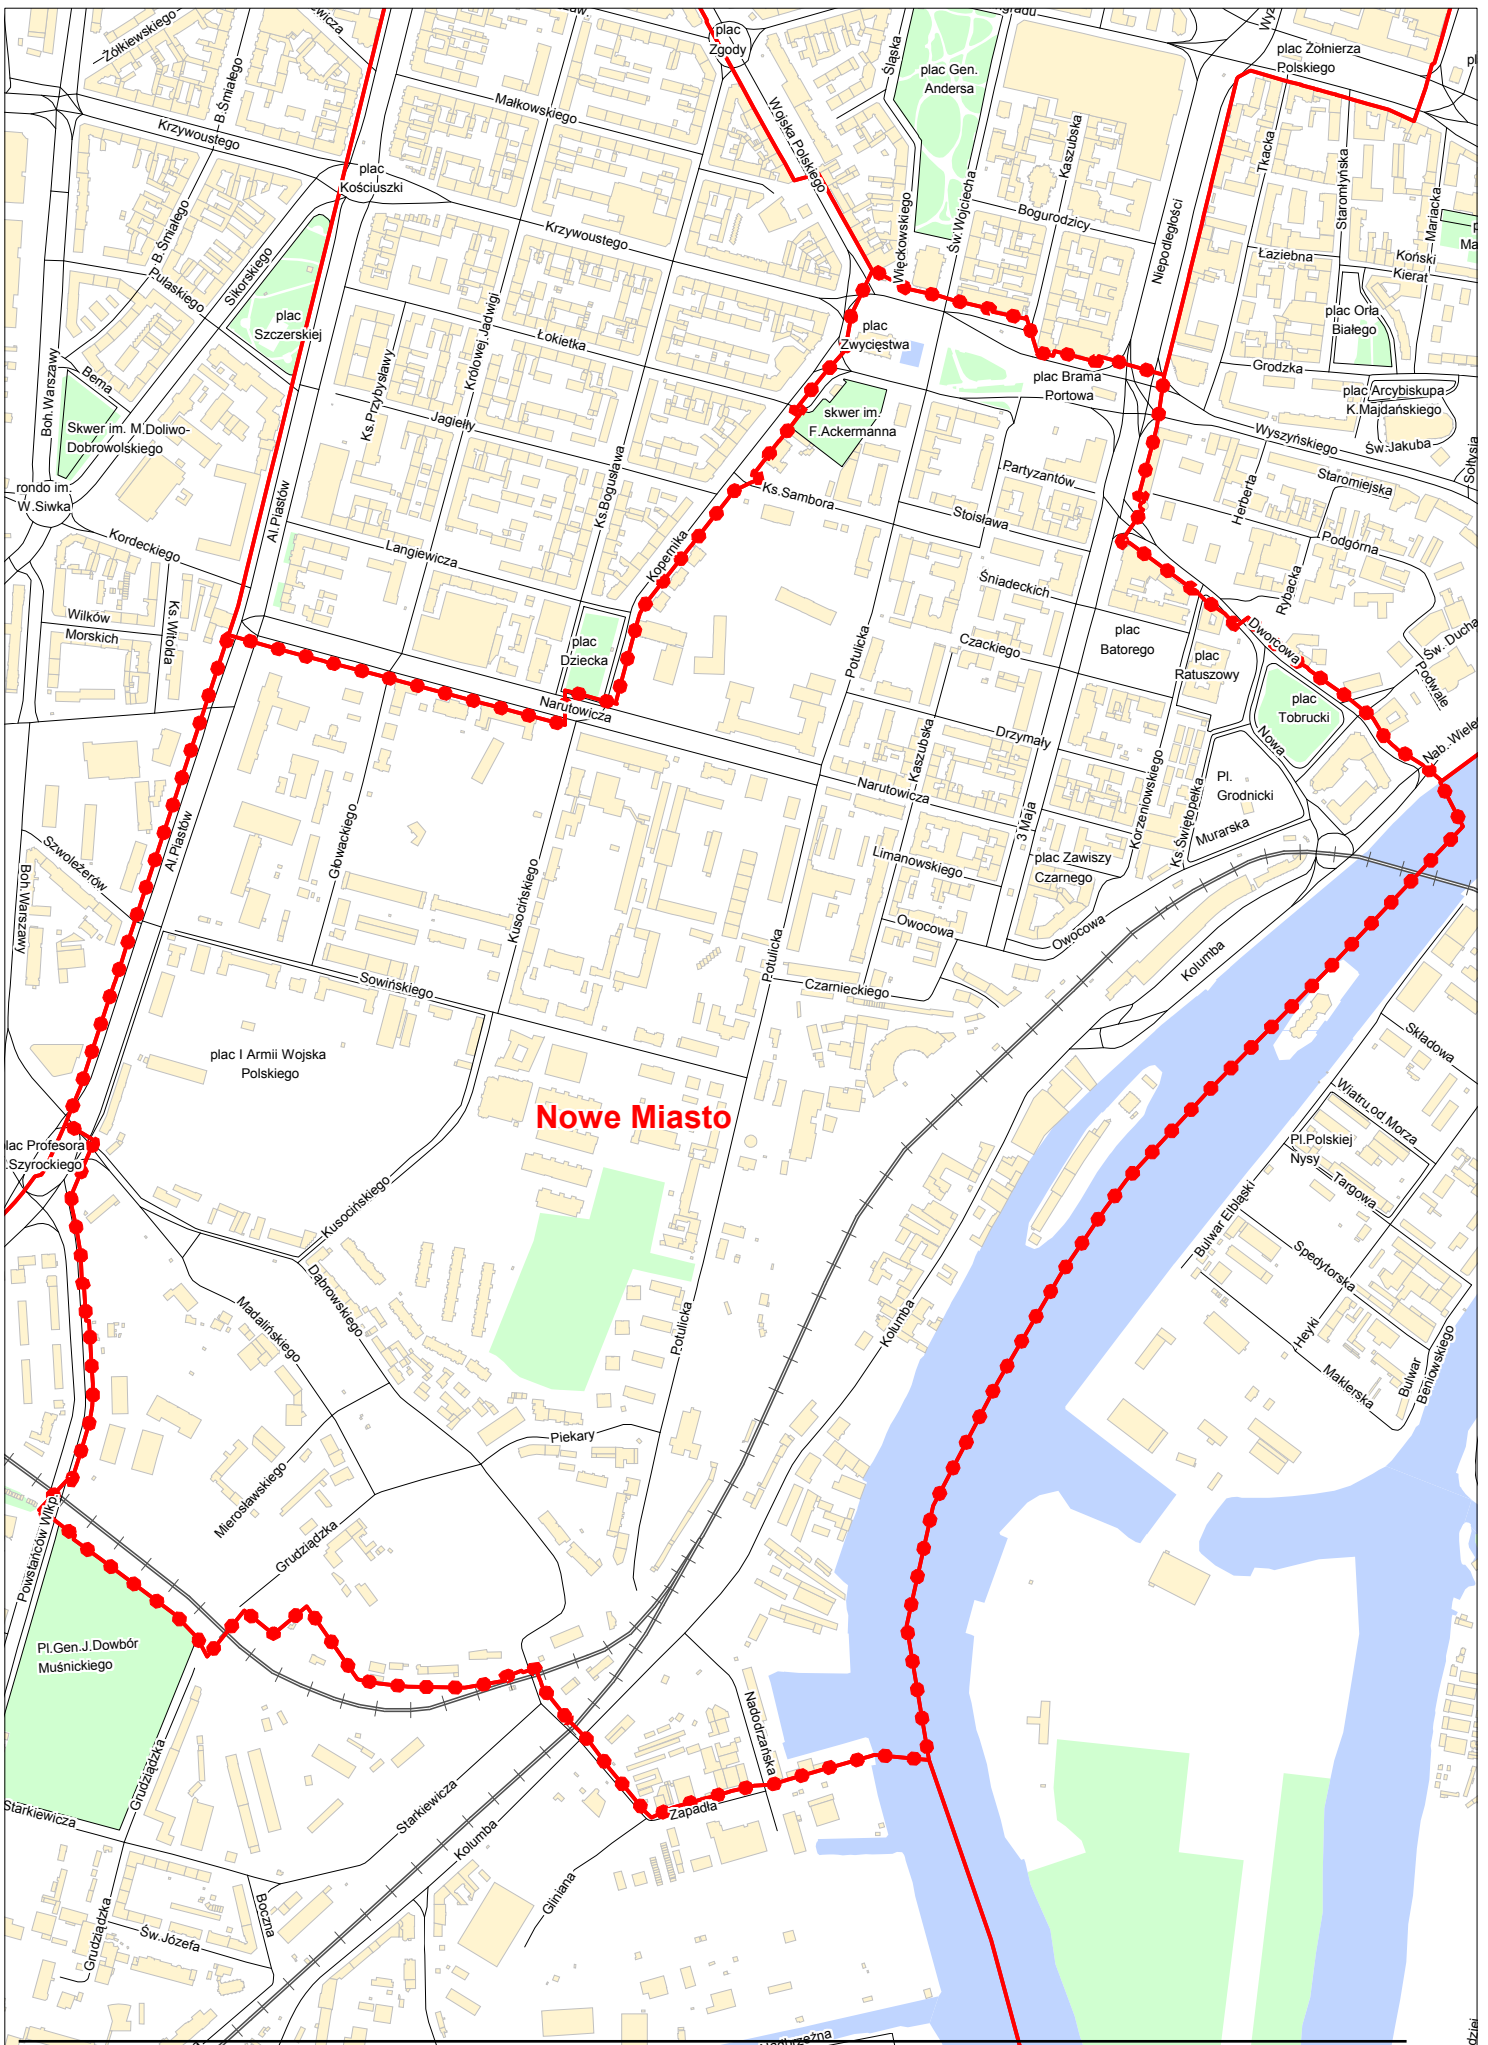 Żółkiewskiego
B.Śmiałego
plac
Zgody
Śląska
plac Gen.
Andersa
plac Żołnierza
Polskiego
Krzywoustego
Małkowskiego
Wojska Polskiego
Kaszubska
Tkacka
Staromłyńska
Mariacka
plac
Kościuszki
B.Śmiałego
Pułaskiego
Sikorskiego
Krzywoustego
Więckowskiego
Św.Wojciecha
Bogurodzicy
Niepodległości
Łaziebna
Koński
Kierat
plac
Szczerskiej
Ks.Przybysławy
Królowej Jadwigi
Łokietka
plac
Zwycięstwa
plac Orła
Białego
Boh.Warszawy
Bema
Grodzka
plac Brama
Portowa
plac Arcybiskupa
K.Majdańskiego
Skwer im. M.Doliwo-
Dobrowolskiego
Jagiełły
skwer im.
F.Ackermanna
Wyszyńskiego
Św.Jakuba
Sołtysia
rondo im.
W.Siwka
Al.Piastów
Ks.Bogusława
Ks.Sambora
Partyzantów
Herberta
Staromiejska
Kordeckiego
Langiewicza
Kopernika
Stoisława
Podgórna
Wilków
Morskich
Ks.Witolda
Śniadeckich
Rybacka
plac
Dziecka
Potulicka
Czackiego
plac
Batorego
plac
Ratuszowy
Dworcowa
Św. Ducha
Podwale
Narutowicza
plac
Tobrucki
Nowa
Drzymały
Kaszubska
Korzeniowskiego
Ks.Świętopełka
Pl.
Grodnicki
Murarska
Szwoleżerów
Al.Piastów
Głowackiego
Narutowicza
3 Maja
Limanowskiego
plac Zawiszy
Czarnego
Boh.Warszawy
Kusocińskiego
Potulicka
Owocowa
Owocowa
Kolumba
Sowińskiego
Czarnieckiego
plac I Armii Wojska
Polskiego
Składowa
Nowe Miasto
Wiatru od Morza
Pl.Polskiej
Nysy
Targowa
Kusocińskiego
Bulwar Elbląski
Spedytorska
Dąbrowskiego
Madalińskiego
Potulicka
Kolumba
Heyki
Maklerska
Bulwar
Beniowskiego
Piekary
Mierosławskiego
Powstańców Wlkp.
Grudziądzka
Pl.Gen.J.Dowbór
Muśnickiego
Nadodrzańska
Grudziądzka
Starkiewicza
Starkiewicza
Kolumba
Zapadła
Gliniana
Boczna
Św.Józefa
Grudziądzka